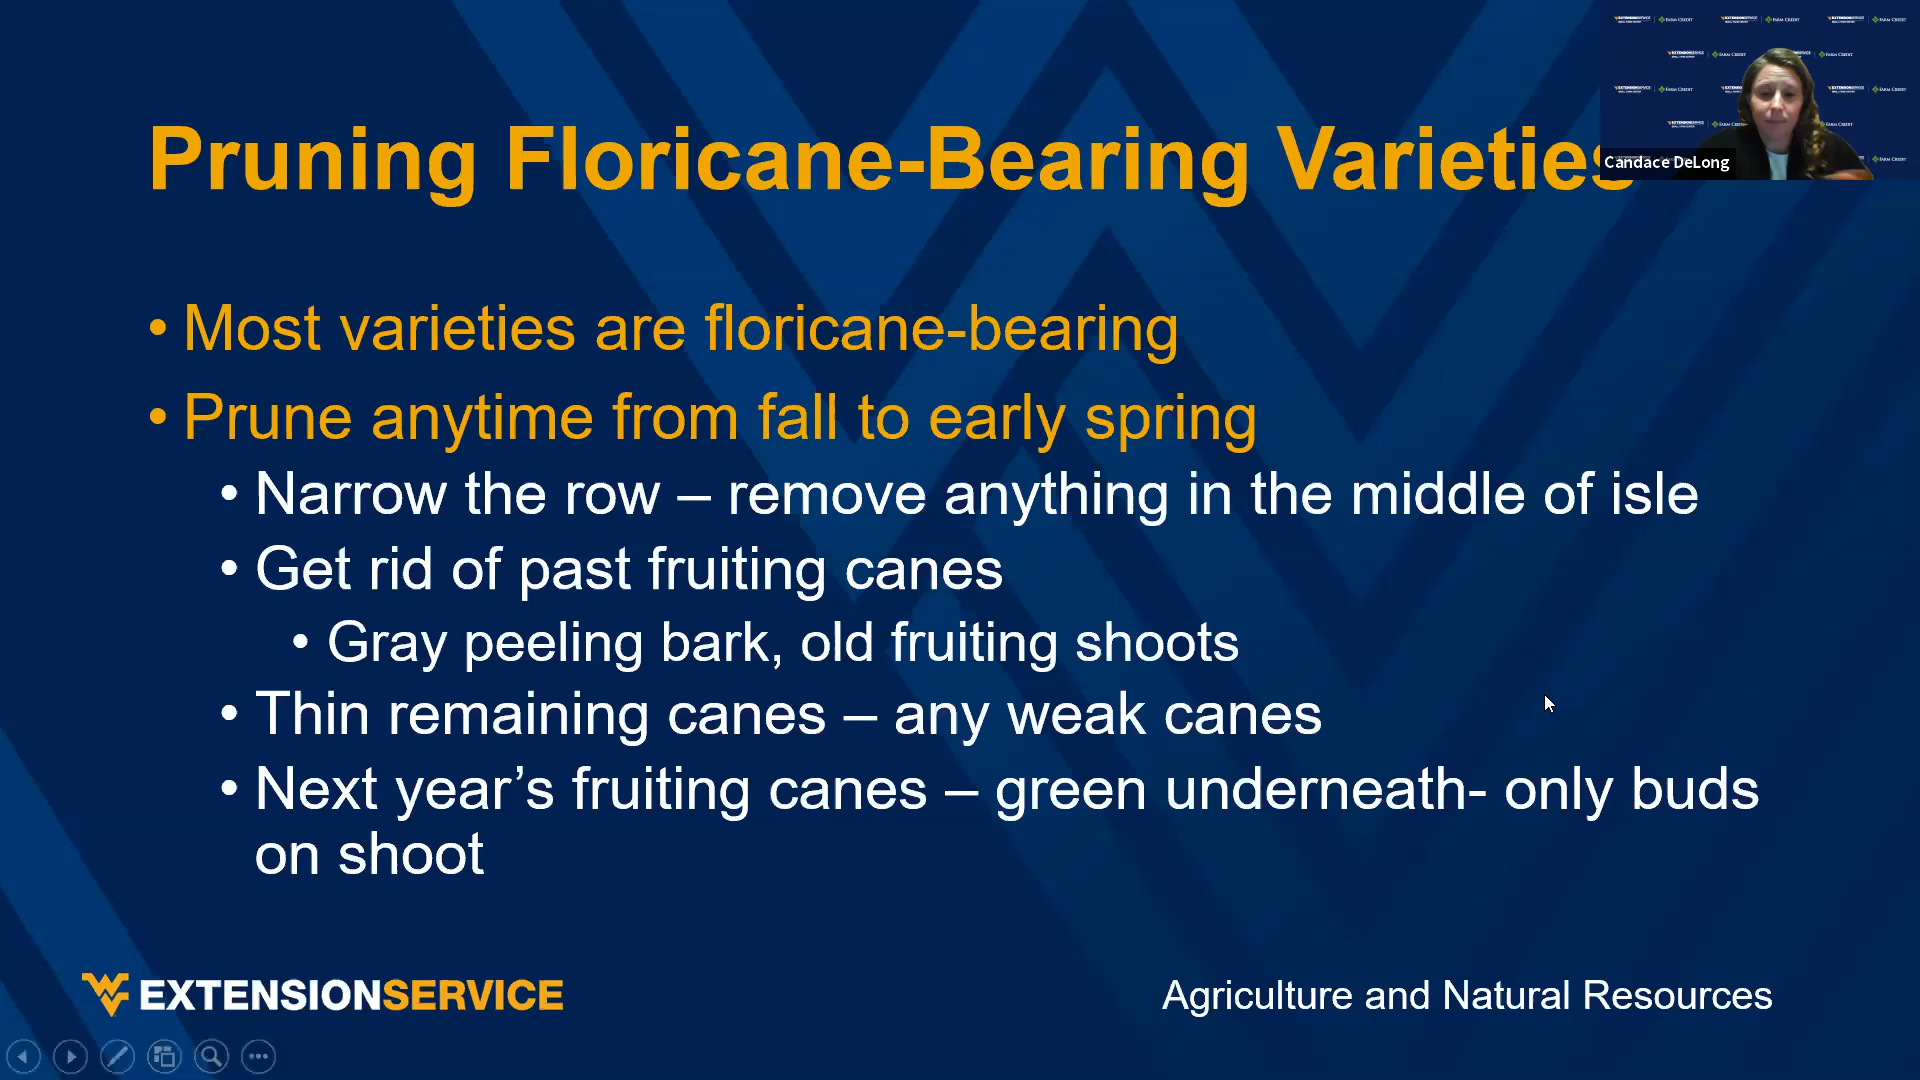 Pruning Floricane-Bearing Varieties
Candace DeLong
• Most varieties are floricane-bearing
• Prune anytime from fall to early spring
• Narrow the row – remove anything in the middle of isle
• Get rid of past fruiting canes
• Gray peeling bark, old fruiting shoots
• Thin remaining canes – any weak canes
• Next year’s fruiting canes – green underneath- only buds
on shoot
EXTENSIONSERVICE
Agriculture and Natural Resources